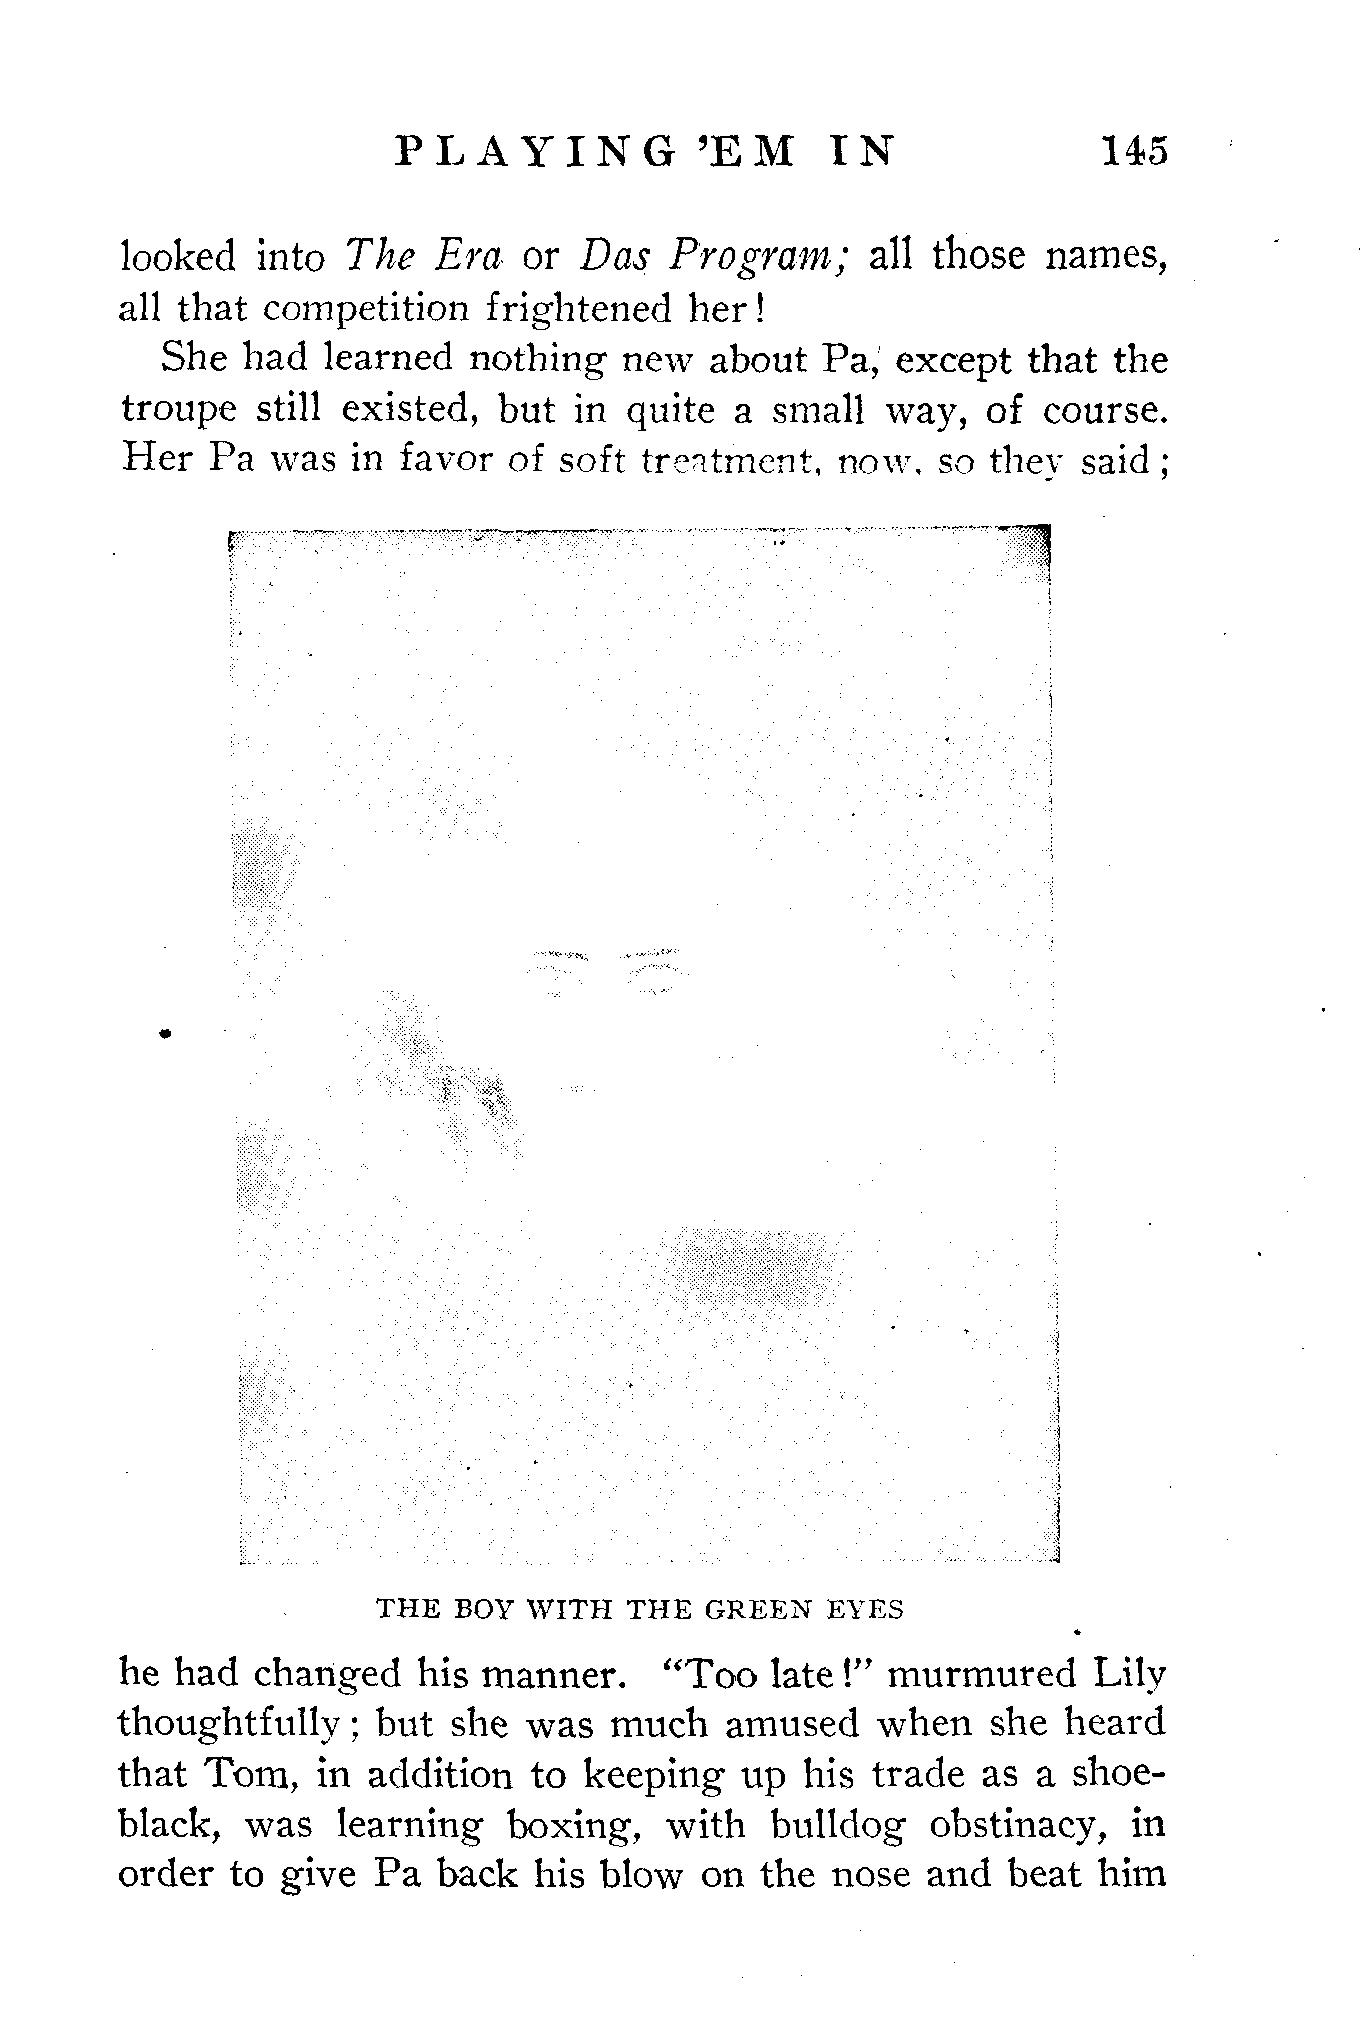 PLAYING 'EM IN 145
looked into The Era or Das Program; all those names,
all that competition frightened her!
She had learned nothing new about Pa, except that the
troupe still existed, but in quite a small way, of course.
Her Pa was in favor of soft treatment, now, so they said;
THE BOY WITH THE GREEN EYES
he had changed his manner. “Too late!” murmured Lily
thoughtfully; but she was much amused when she heard
that Tom, in addition to keeping up his trade as a shoe-
black, was learning boxing, with bulldog obstinacy, in
order to give Pa back his blow on the nose and beat him